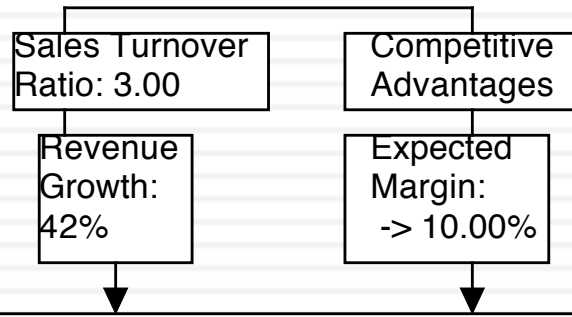 Sales Turnover
Ratio: 3.00
Competitive
Advantages
Revenue
Growth:
42%
Expected
Margin:
-> 10.00%